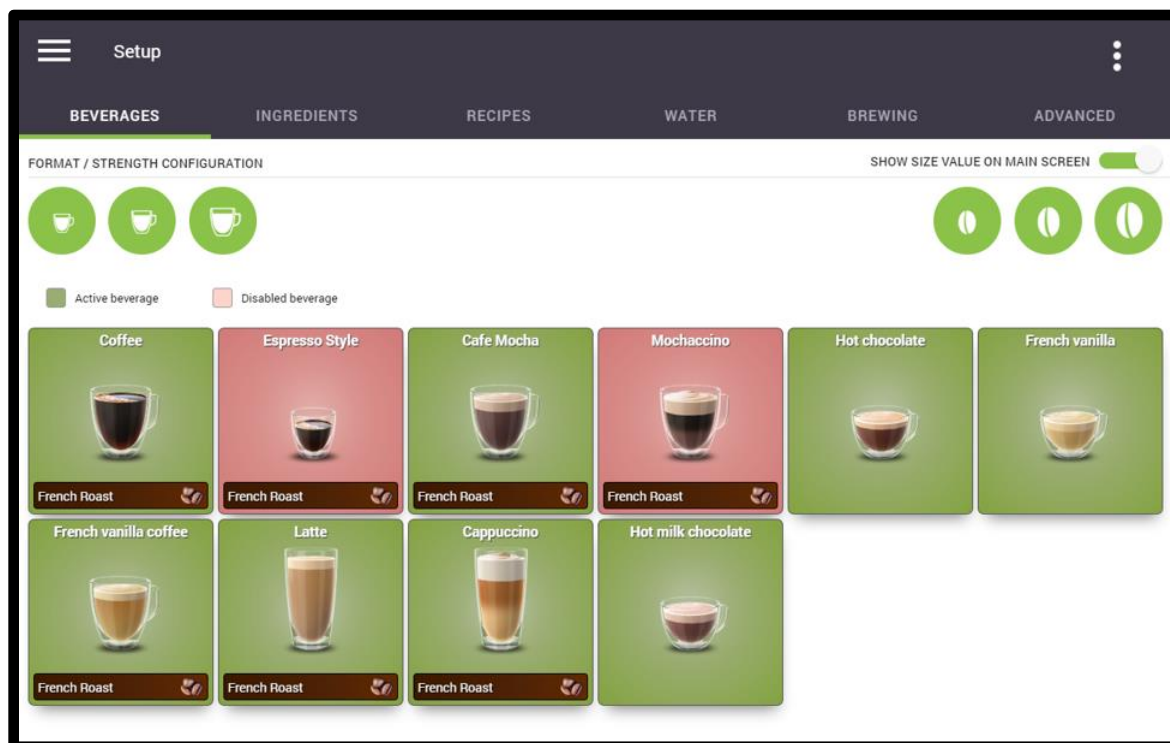 Setup
BEVERAGES INGREDIENTS RECIPES WATER BREWING ADVANCED
FORMAT / STRENGTH CONFIGURATION SHOW SIZE VALUE ON MAIN SCREEN
Active beverage Disabled beverage
Coffee Espresso Style Cafe Mocha Mochaccino Hot chocolate French vanilla
French Roast French Roast French Roast French Roast
French vanilla coffee Latte Cappuccino Hot milk chocolate
French Roast French Roast French Roast